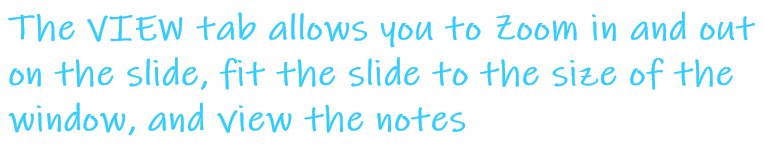 The VIEW tab allows you to Zoom in and out
on the slide, fit the slide to the size of the
window, and view the notes